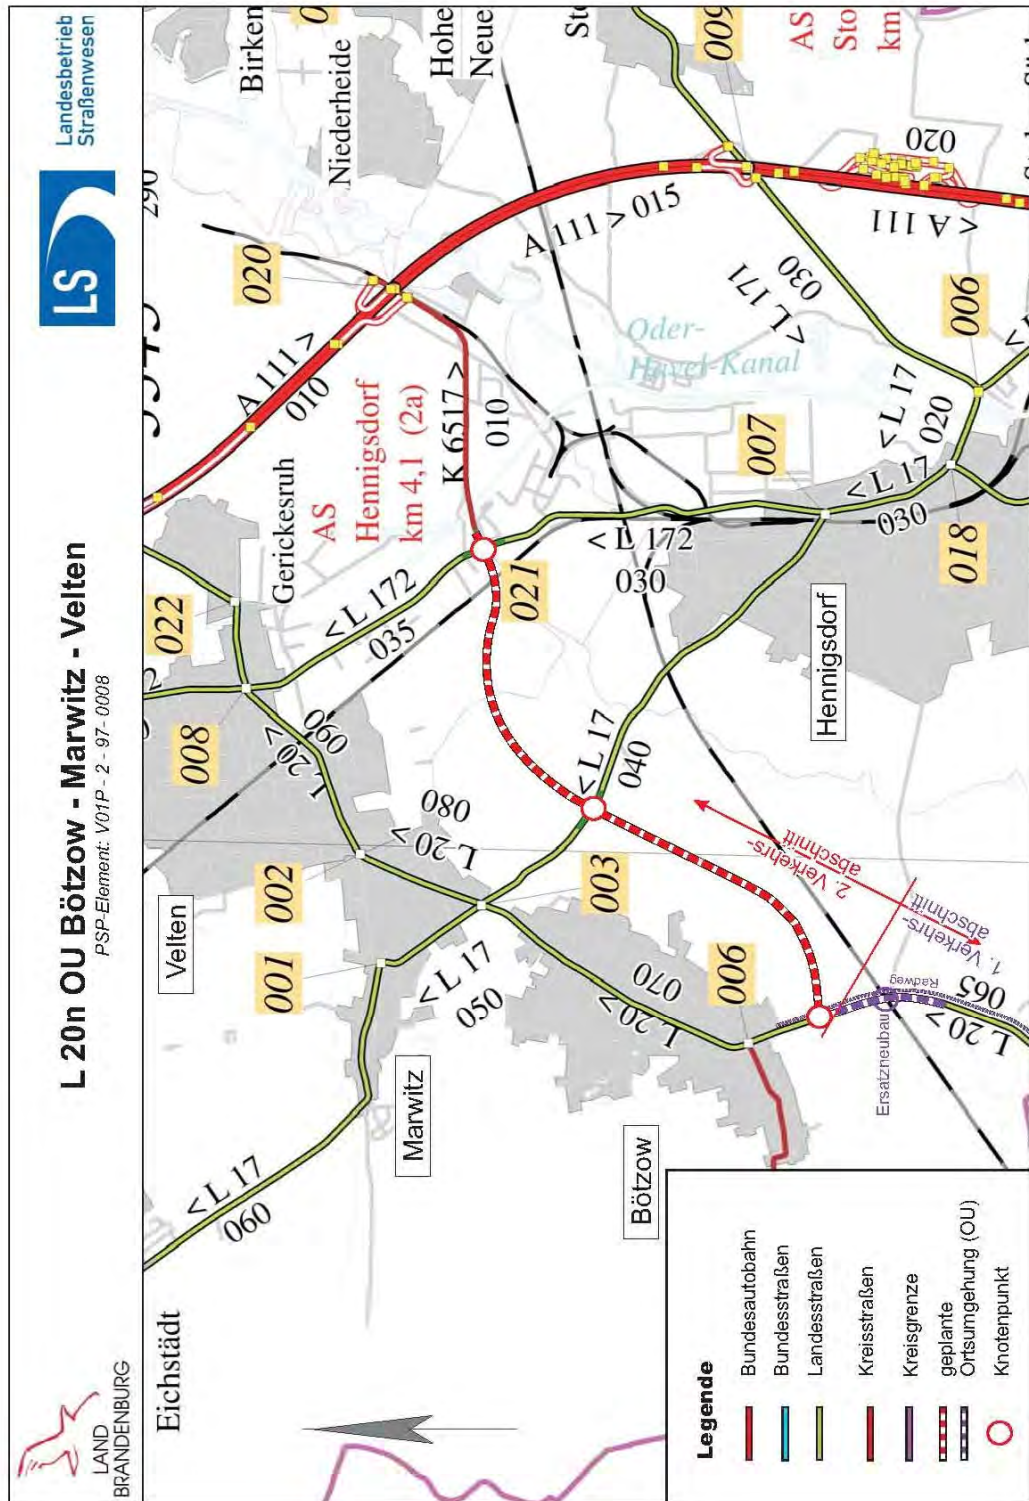 LAND
BRANDENBURG
L 20n OU Bötzow - Marwitz - Velten
PSP-Element: V01P - 2 - 97- 0008
LS
Landesbetrieb
Straßenwesen
Eichstädt
< L 17
060
Marwitz
Velten
001
002
008
022
L 20 >
090
Gerickesruh
< L 172
035
AS
Hennigsdorf
km 4,1 (2a)
A 111 >
010
020
290
Birken
Niederheide
Hohe
Neue
K 6517 >
010
021
L 20 >
080
< L 17
050
003
< L 17
040
L 20 >
070
006
Bötzow
< L 172
030
Oder-
Havel-Kanal
A 111 > 015
< L 171
030
009
AS
Sto
km
020
< A 111
007
Hennigsdorf
< L 17
030
018
< L 17
020
006
2. Verkehrs-
abschnitt
1. Verkehrs-
abschnitt
Radweg
Ersatzneubau
L 20 >
065
Legende
Bundesautobahn
Bundesstraßen
Landesstraßen
Kreisstraßen
Kreisgrenze
geplante
Ortsumgehung (OU)
Knotenpunkt